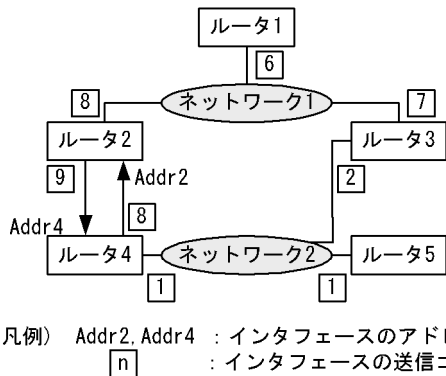 ルータ1
6
8
ネットワーク1
7
ルータ2
ルータ3
9
Addr2
2
Addr4
8
ルータ4
ネットワーク2
ルータ5
1
1
凡例) Addr2, Addr4 :インタフェースのアド
n :インタフェースの送信